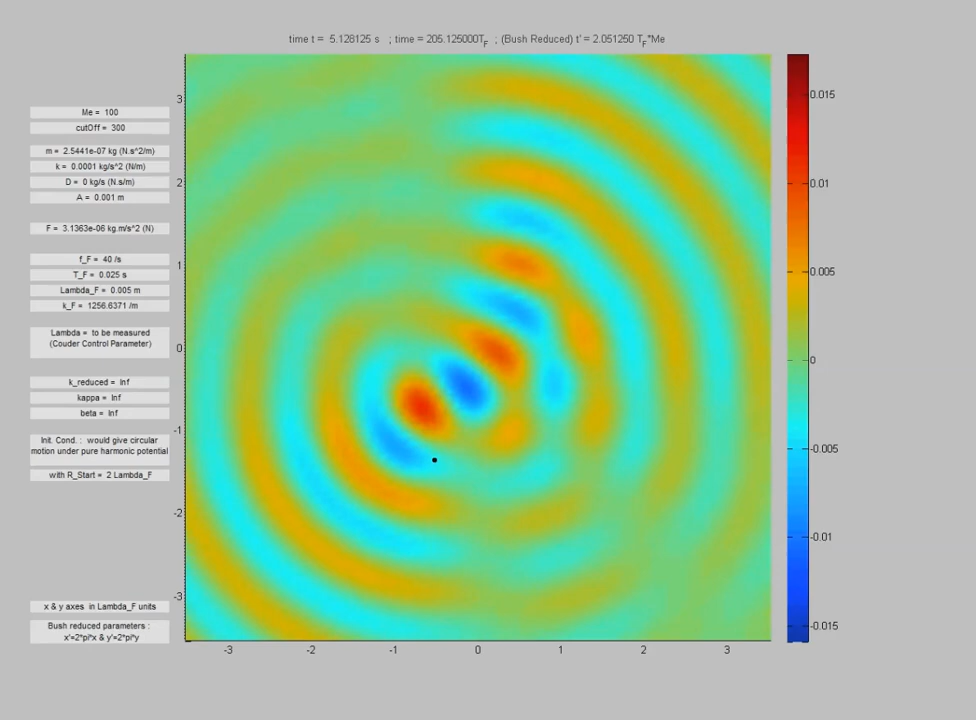 time t = 5.128125 s ; time = 205.125000T_F ; (Bush Reduced) t' = 2.051250 T_F*Me
Me = 100
cutOff = 300
m = 2.5441e-07 kg (N.s^2/m)
k = 0.0001 kg/s^2 (N/m)
D = 0 kg/s (N.s/m)
A = 0.001 m
F = 3.1363e-06 kg.m/s^2 (N)
f_F = 40 /s
T_F = 0.025 s
Lambda_F = 0.005 m
k_F = 1256.6371 /m
Lambda = to be measured
(Couder Control Parameter)
k_reduced = Inf
kappa = Inf
beta = Inf
Init. Cond. : would give circular
motion under pure harmonic potential
with R_Start = 2 Lambda_F
x & y axes in Lambda_F units
Bush reduced parameters :
x'=2*pi*x & y'=2*pi*y
3
2
1
0
-1
-2
-3
-3 -2 -1 0 1 2 3
0.015
0.01
0.005
0
-0.005
-0.01
-0.015